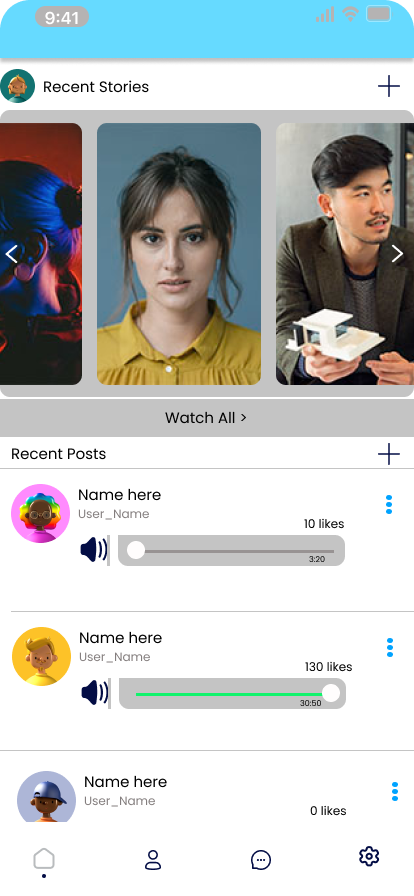 9:41
Recent Stories
Watch All >
Recent Posts
Name here
User_Name
10 likes
3:20
Name here
User_Name
130 likes
30:50
Name here
User_Name
0 likes